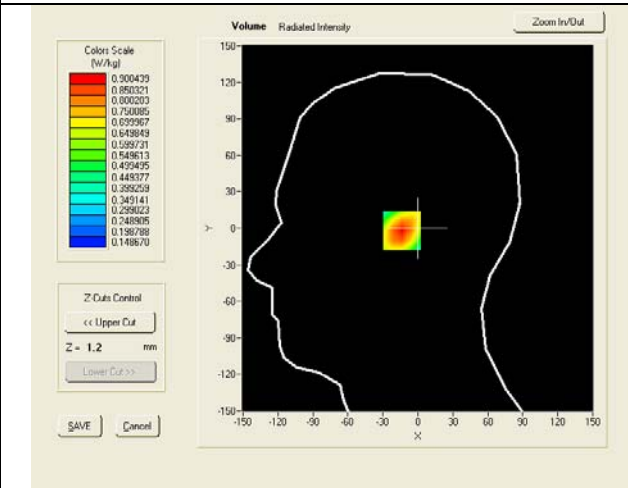 Volume Radiated Intensity
Zoom In/Out
Colors Scale
(W/kg)
0.900439
0.850321
0.800203
0.750085
0.699967
0.649849
0.599731
0.549613
0.499495
0.449377
0.399259
0.349141
0.299023
0.248905
0.198788
0.148670
Z-Cuts Control
<< Upper Cut
Z = 1.2 mm
Lower Cut >>
SAVE Cancel
150
120
90
60
30
Y 0
-30
-60
-90
-120
-150
-150 -120 -90 -60 -30 0 30 60 90 120 150
X